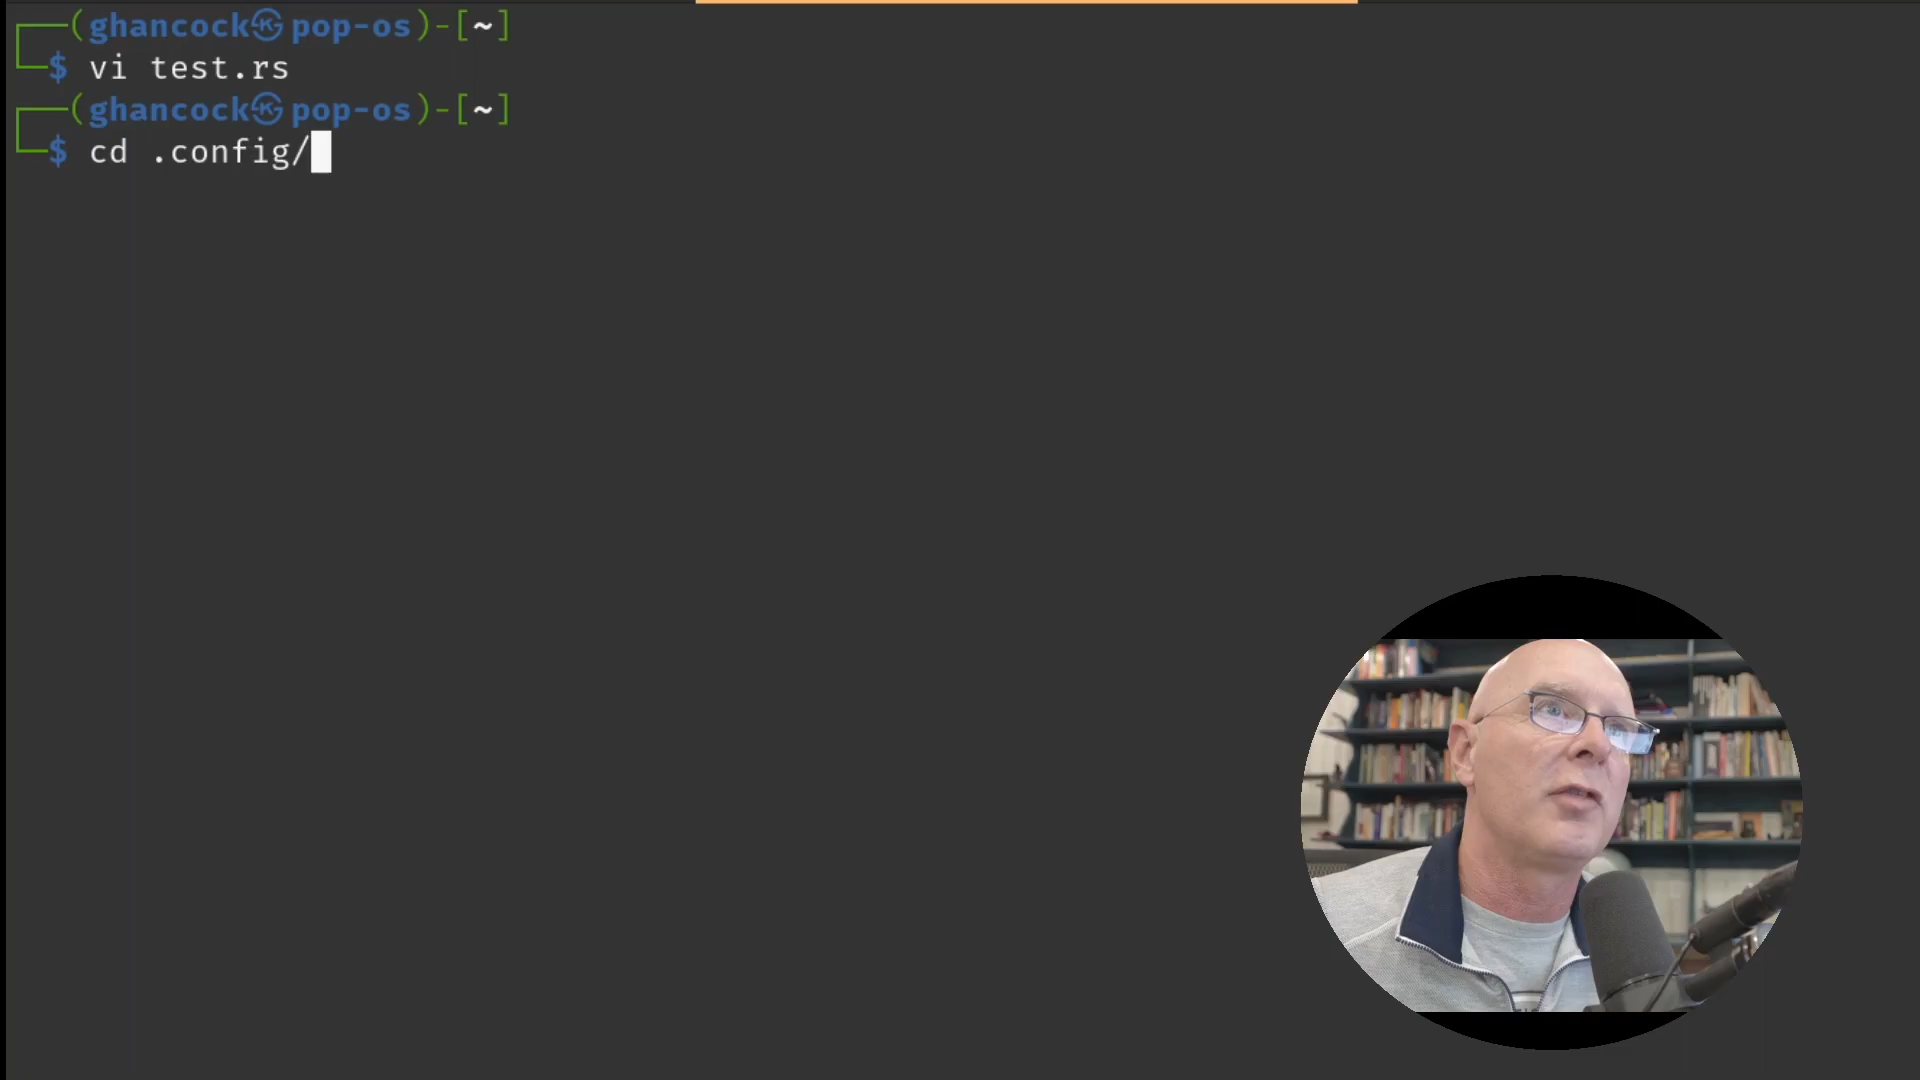 (ghancock㉿pop-os)-[~]
$ vi test.rs
(ghancock㉿pop-os)-[~]
$ cd .config/